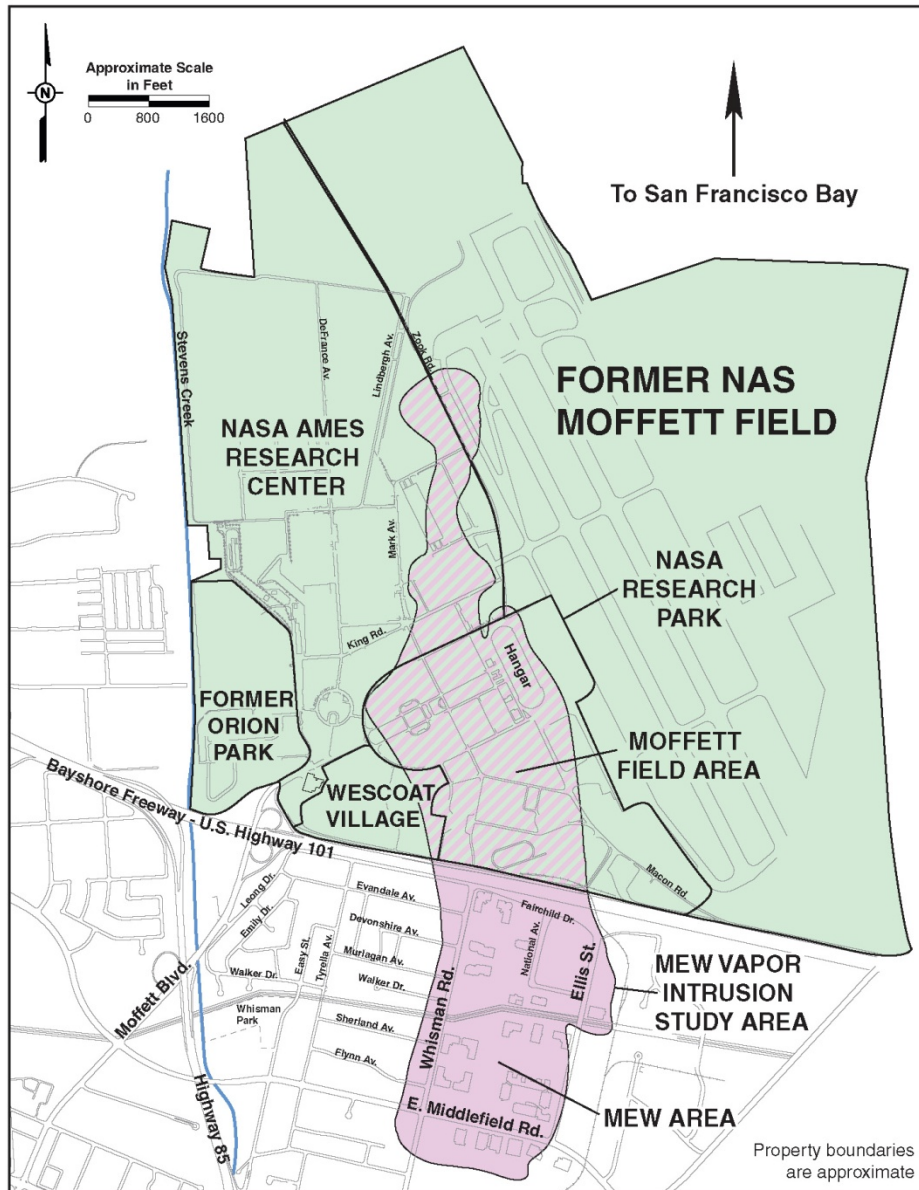 Approximate Scale
in Feet
0 800 1600
N
To San Francisco Bay
Stevens Creek
DeFrance Av.
Lindbergh Av.
Zook Rd.
FORMER NAS
MOFFETT FIELD
NASA AMES
RESEARCH
CENTER
Mark Av.
NASA
RESEARCH
PARK
King Rd.
Hangar
FORMER
ORION
PARK
MOFFETT
FIELD AREA
WESCOAT
VILLAGE
Bayshore Freeway - U.S. Highway 101
Macon Rd.
Leong Dr.
Evandale Av.
Fairchild Dr.
Emily Dr.
Devonshire Av.
National Av.
Easy St.
Tyrella Av.
Murlagan Av.
Ellis St.
Moffett Blvd.
Walker Dr.
Walker Dr.
Whisman Rd.
MEW VAPOR
INTRUSION
STUDY AREA
Whisman
Park
Sherland Av.
Flynn Av.
Highway 85
E. Middlefield Rd.
MEW AREA
Property boundaries
are approximate